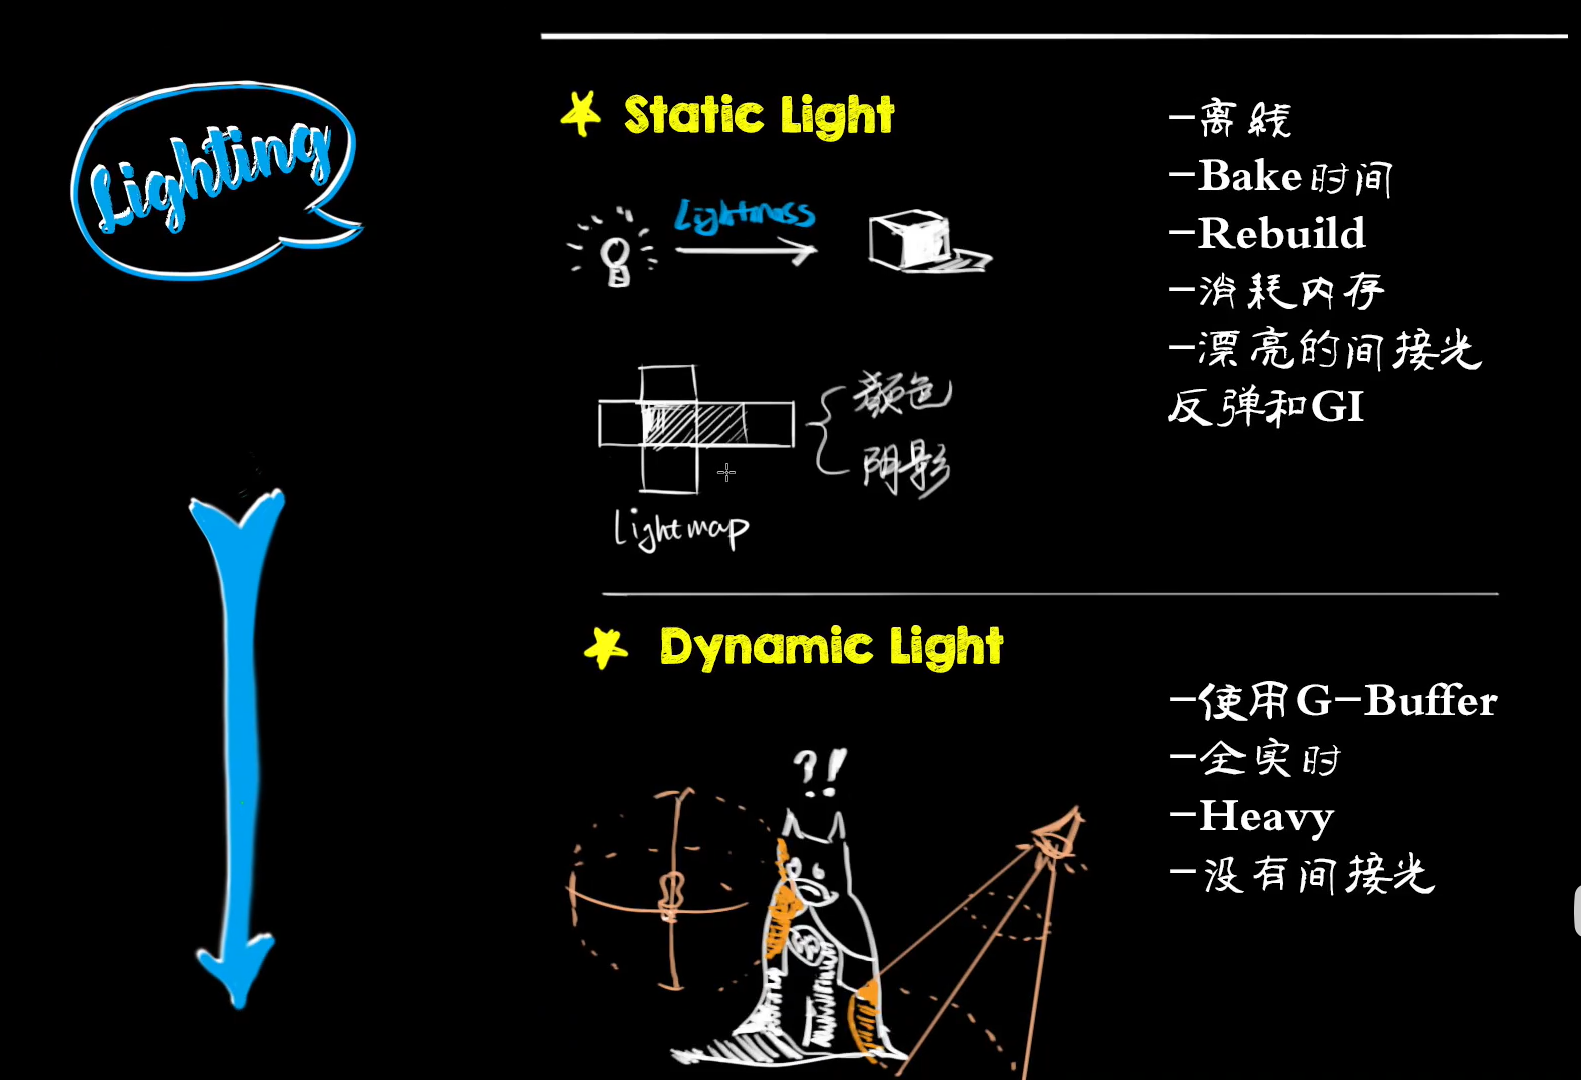 Lighting
Static Light
Lightmass
颜色
阴影
Lightmap
-离线
-Bake时间
-Rebuild
-消耗内存
-漂亮的间接光
反弹和GI
Dynamic Light
?!
-使用G-Buffer
-全实时
-Heavy
-没有间接光